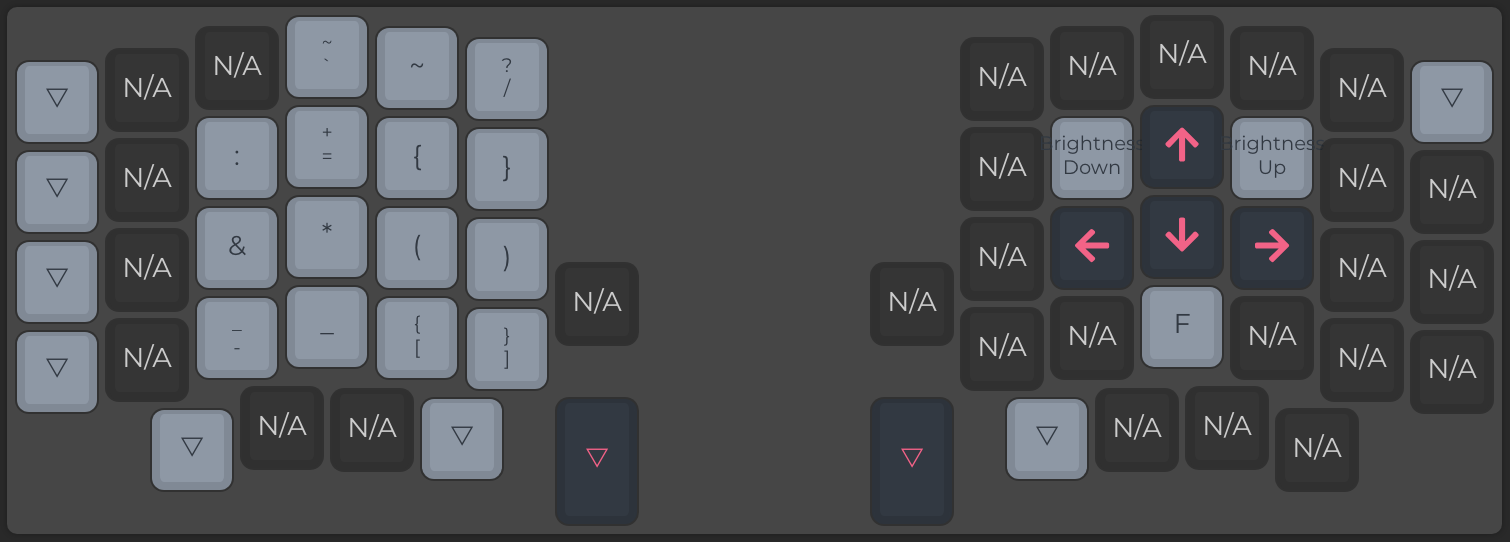 N/A N/A ~ ` ~ ? / N/A N/A N/A N/A N/A
N/A : + = { } N/A Brightness Down Brightness Up N/A N/A
N/A & * ( ) N/A N/A N/A N/A
N/A _ - _ { [ } ] N/A N/A N/A N/A F N/A N/A N/A
N/A N/A N/A N/A N/A